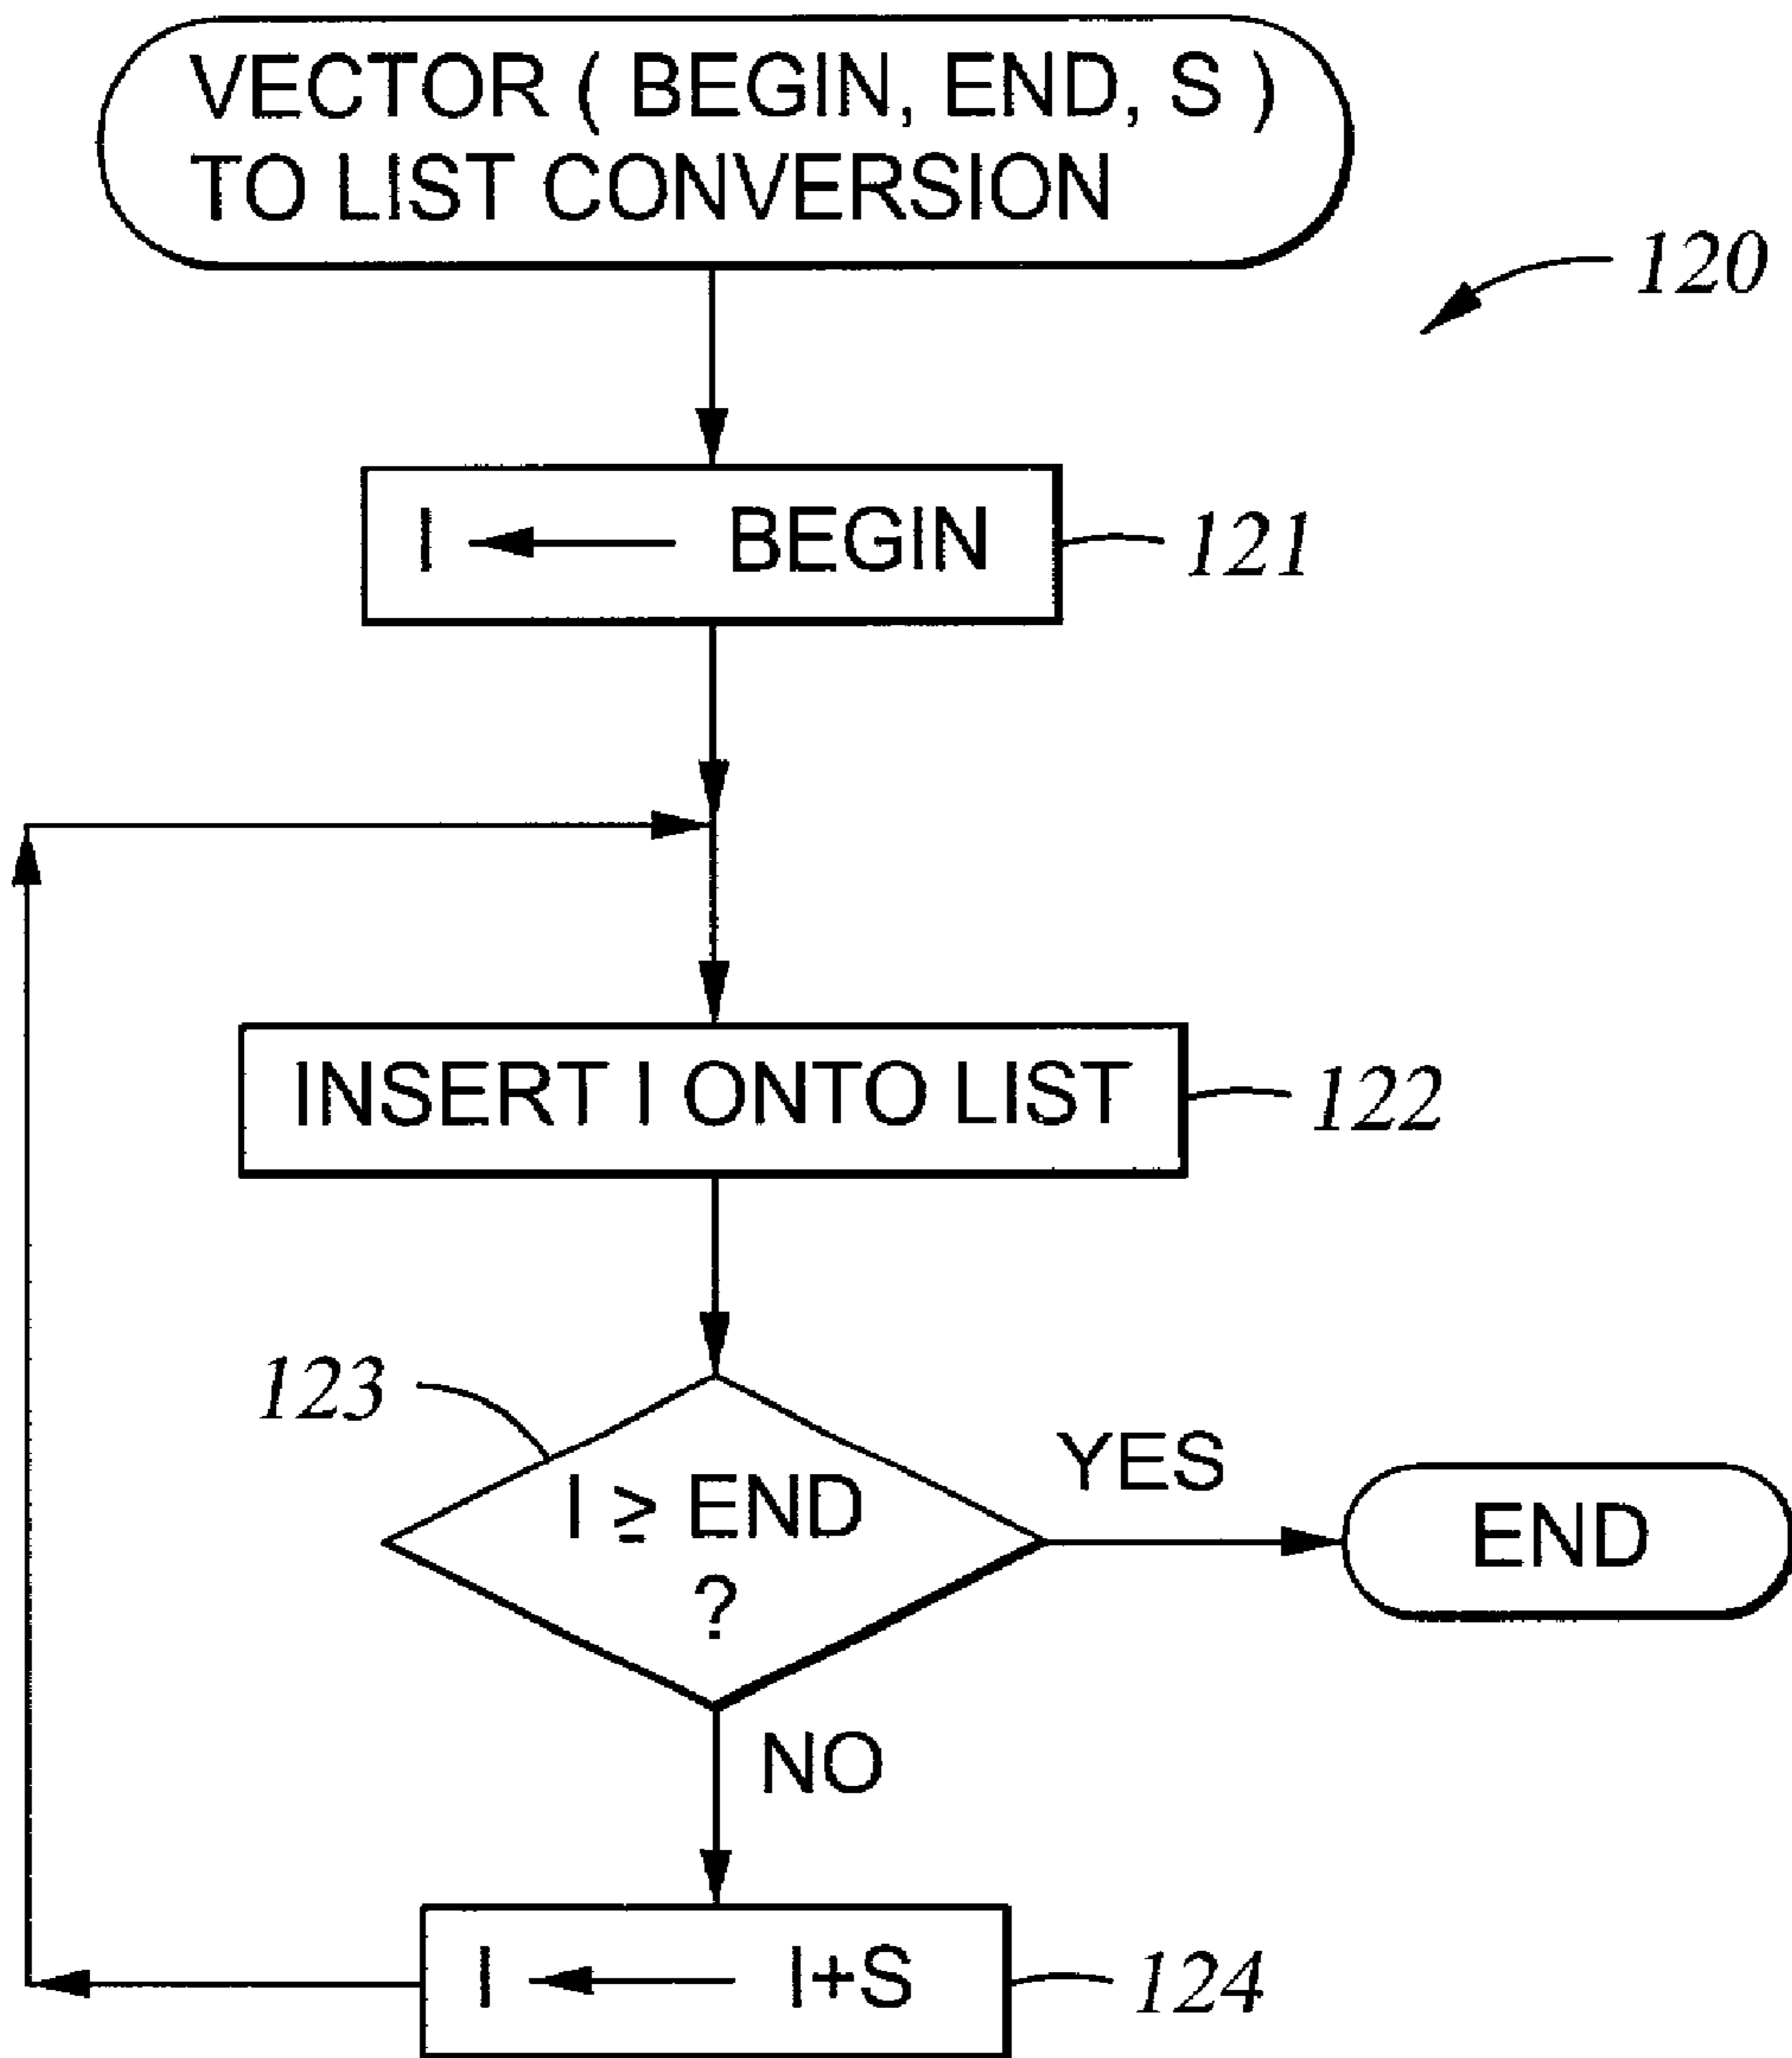 VECTOR ( BEGIN, END, S )
TO LIST CONVERSION
120
I ← BEGIN
121
INSERT I ONTO LIST
122
123
I ≥ END
?
YES
END
NO
I ← I+S
124